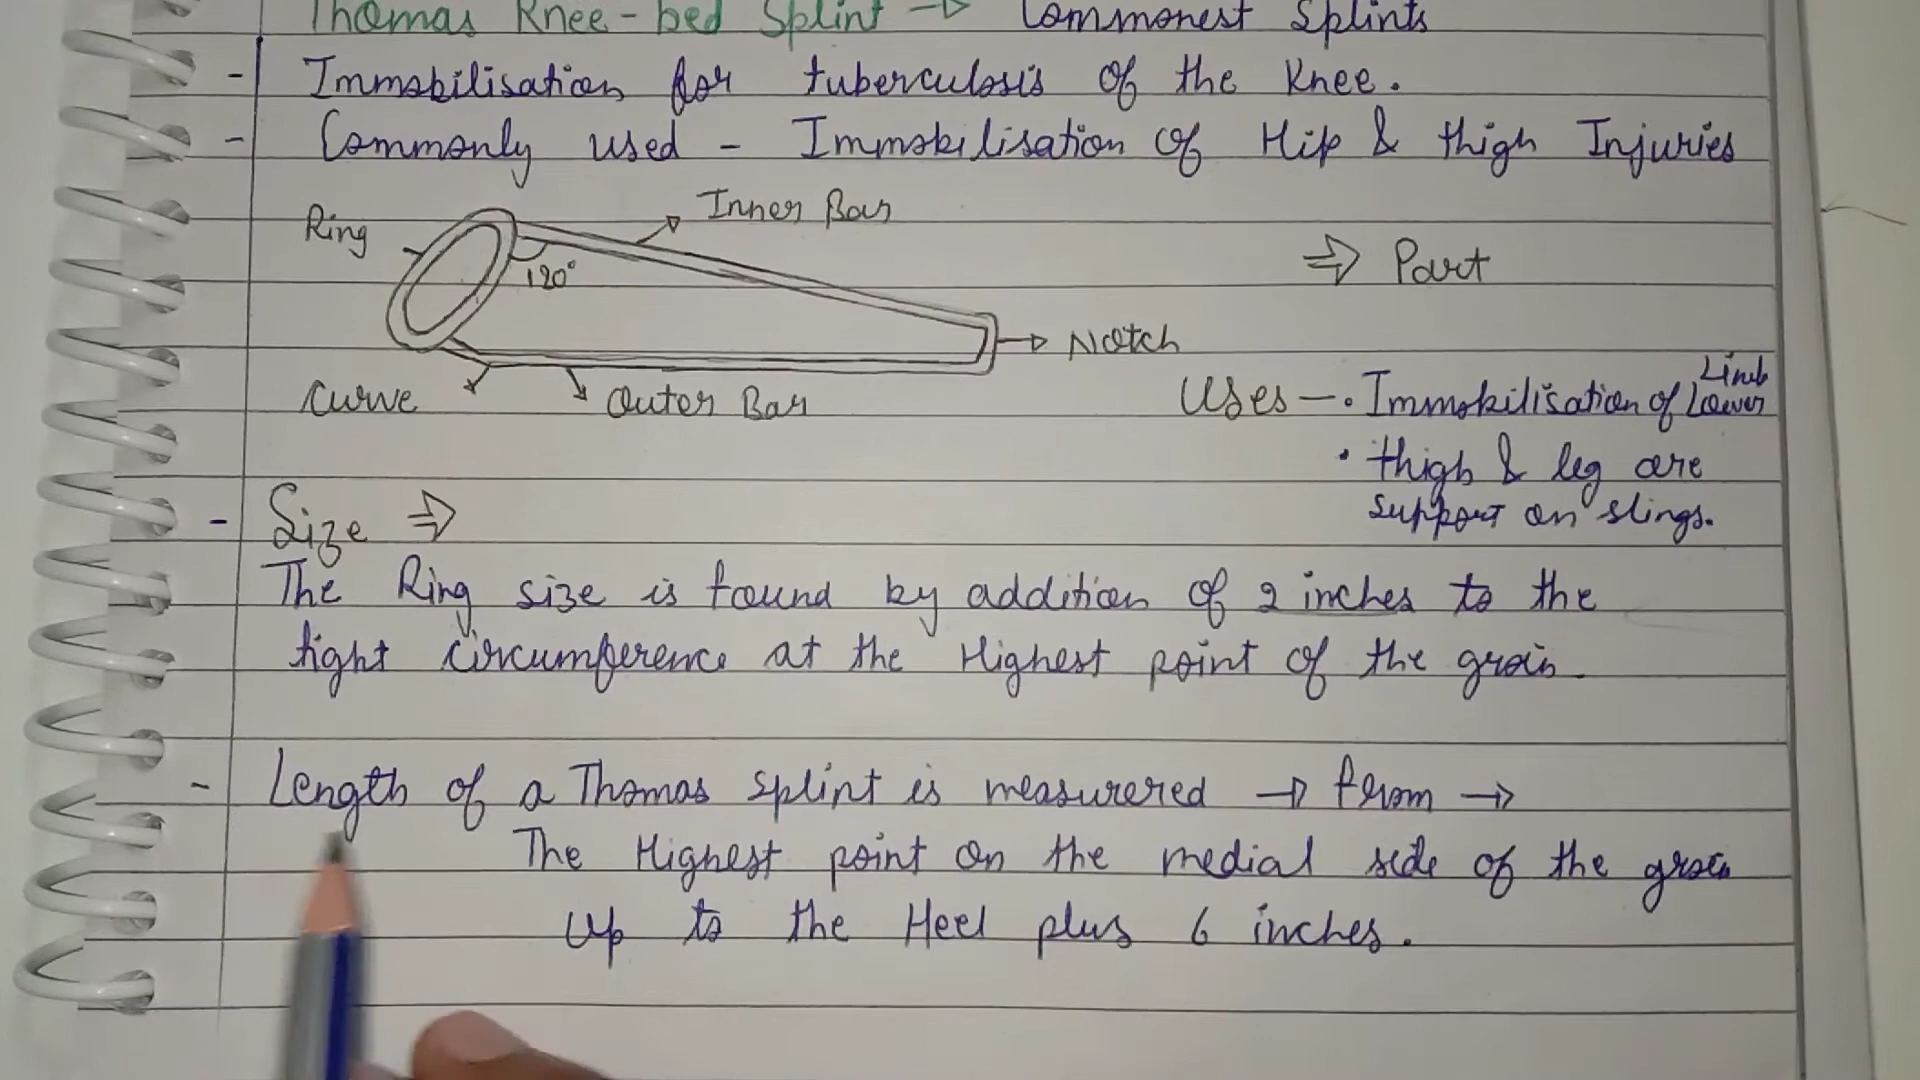 Thomas Knee-bed Splint → Commonest Splints
- Immobilisation for tuberculosis of the Knee.
- Commonly used - Immobilisation of Hip & thigh Injuries
Inner Bar
Ring
120°
⇒ Part
→ Notch
Curve
Outer Bar
Uses - • Immobilisation of Lower Limb
• thigh & leg are
support on slings.
- Size ⇒
The Ring size is found by addition of 2 inches to the
tight circumference at the Highest point of the groin.
- Length of a Thomas Splint is measurered → from →
The Highest point on the medial side of the groin
Up to the Heel plus 6 inches.